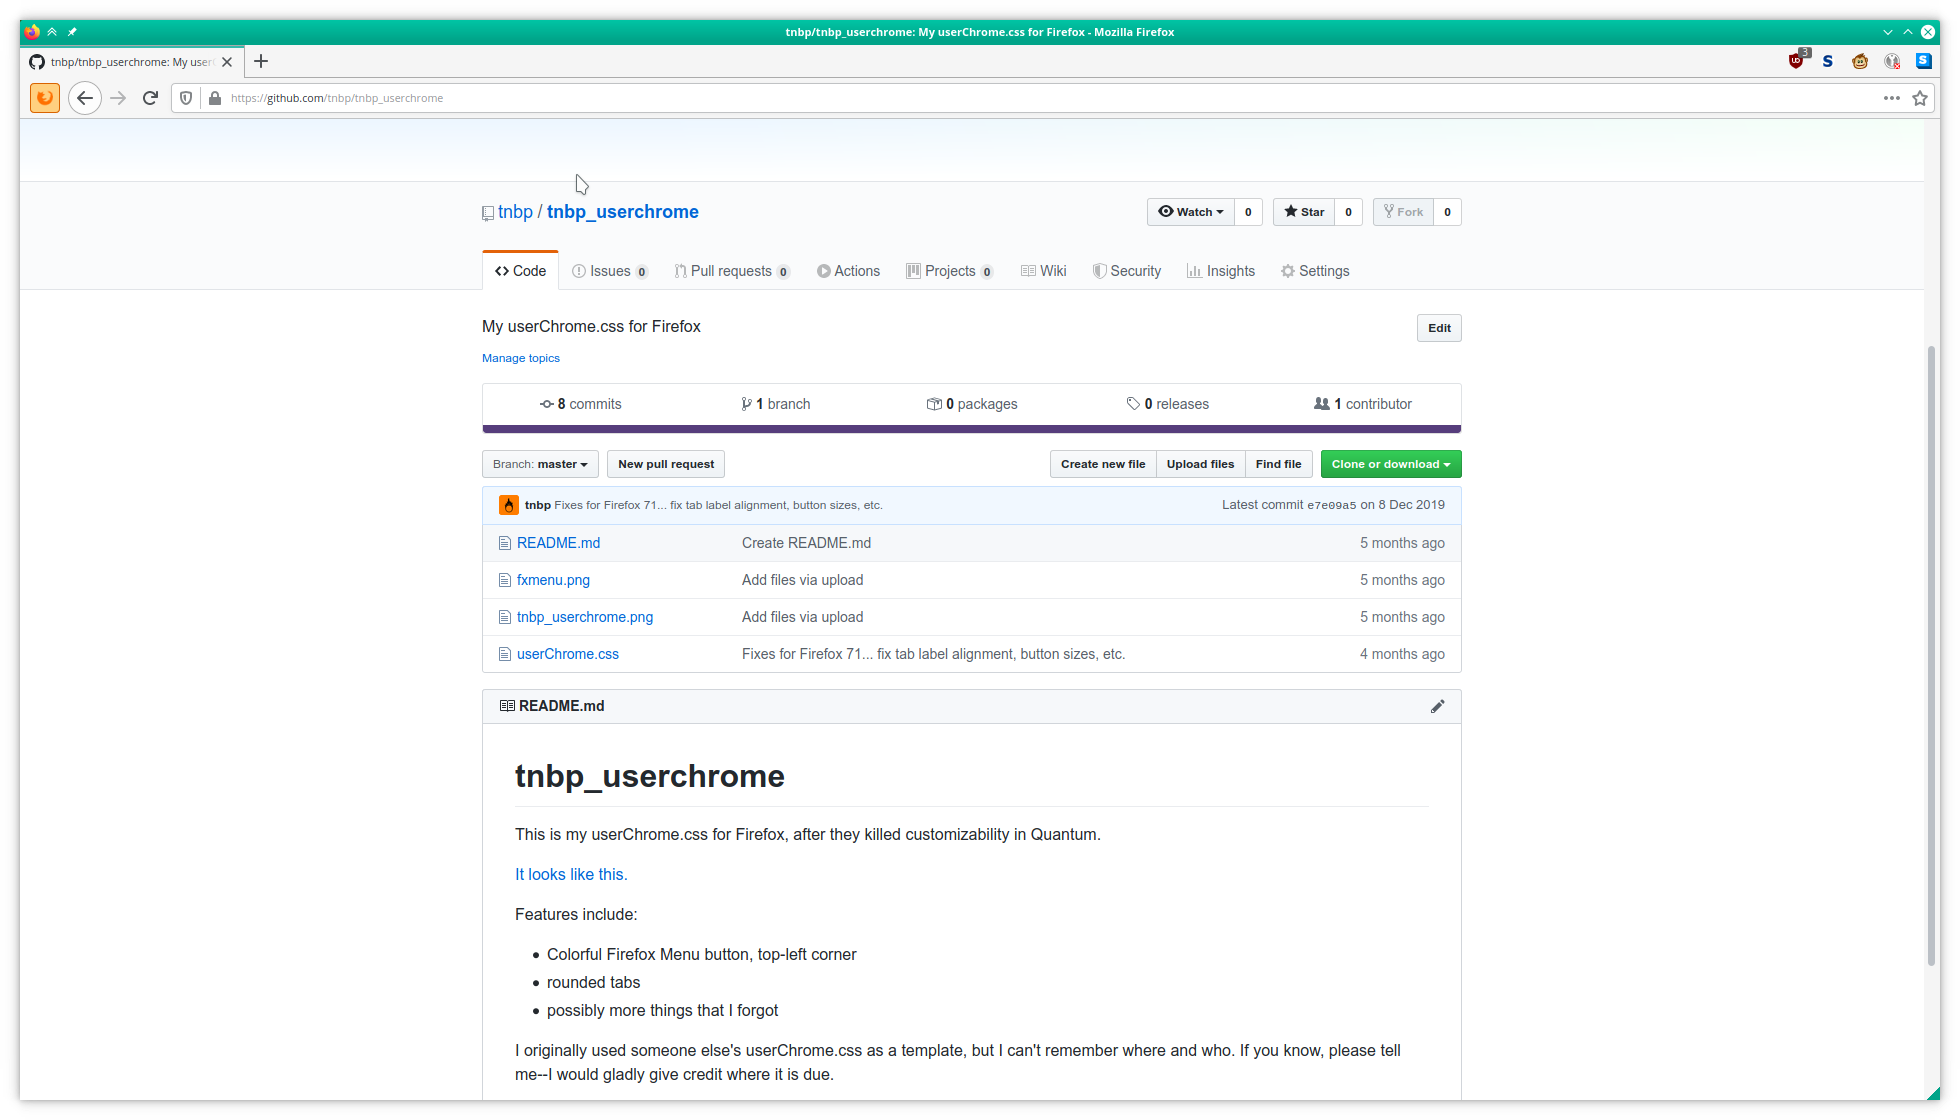 tnbp/tnbp_userchrome: My userChrome.css for Firefox - Mozilla Firefox
tnbp/tnbp_userchrome: My user
3
S
S
https://github.com/tnbp/tnbp_userchrome
tnbp / tnbp_userchrome
Watch 0 Star 0 Fork 0
Code Issues 0 Pull requests 0 Actions Projects 0 Wiki Security Insights Settings
My userChrome.css for Firefox
Edit
Manage topics
8 commits 1 branch 0 packages 0 releases 1 contributor
Branch: master New pull request Create new file Upload files Find file Clone or download
tnbp Fixes for Firefox 71... fix tab label alignment, button sizes, etc. Latest commit e7e09a5 on 8 Dec 2019
README.md Create README.md 5 months ago
fxmenu.png Add files via upload 5 months ago
tnbp_userchrome.png Add files via upload 5 months ago
userChrome.css Fixes for Firefox 71... fix tab label alignment, button sizes, etc. 4 months ago
README.md
tnbp_userchrome
This is my userChrome.css for Firefox, after they killed customizability in Quantum.
It looks like this.
Features include:
• Colorful Firefox Menu button, top-left corner
• rounded tabs
• possibly more things that I forgot
I originally used someone else's userChrome.css as a template, but I can't remember where and who. If you know, please tell
me--I would gladly give credit where it is due.